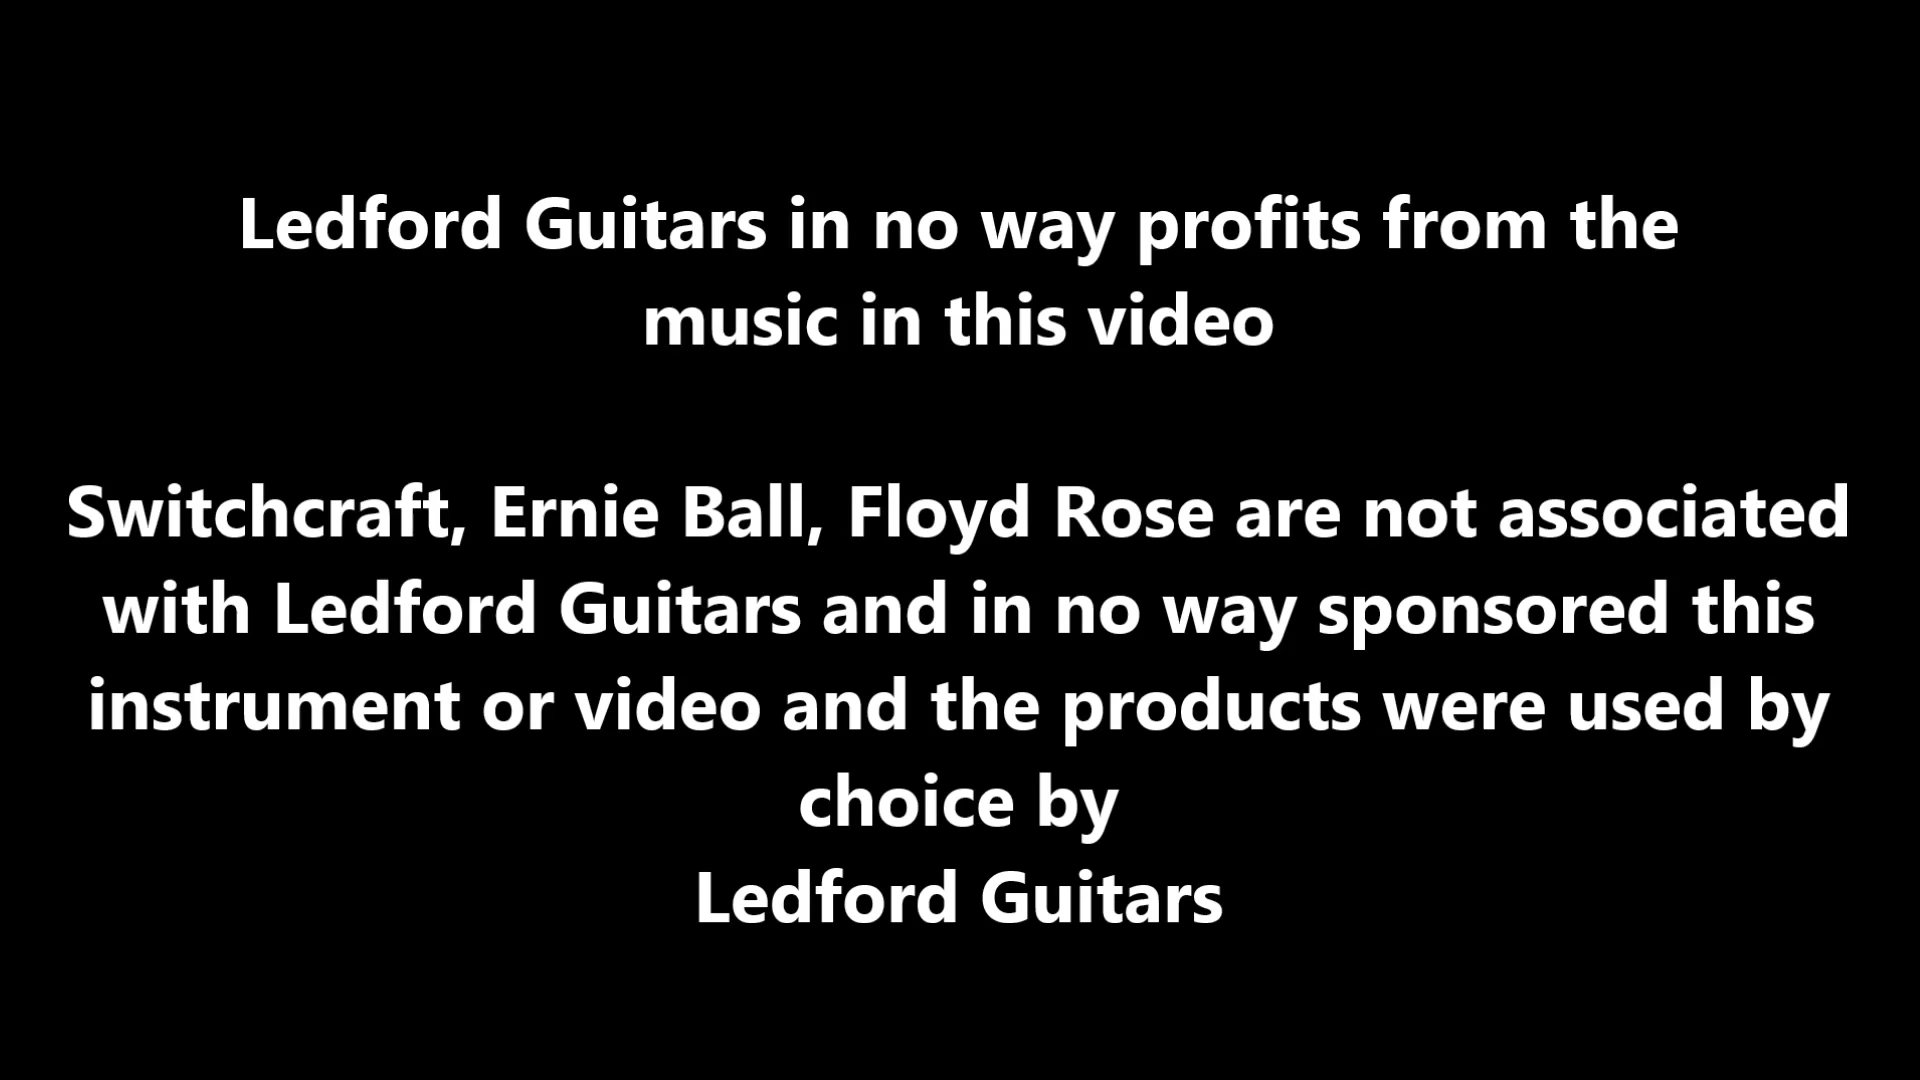 Ledford Guitars in no way profits from the
music in this video
Switchcraft, Ernie Ball, Floyd Rose are not associated
with Ledford Guitars and in no way sponsored this
instrument or video and the products were used by
choice by
Ledford Guitars